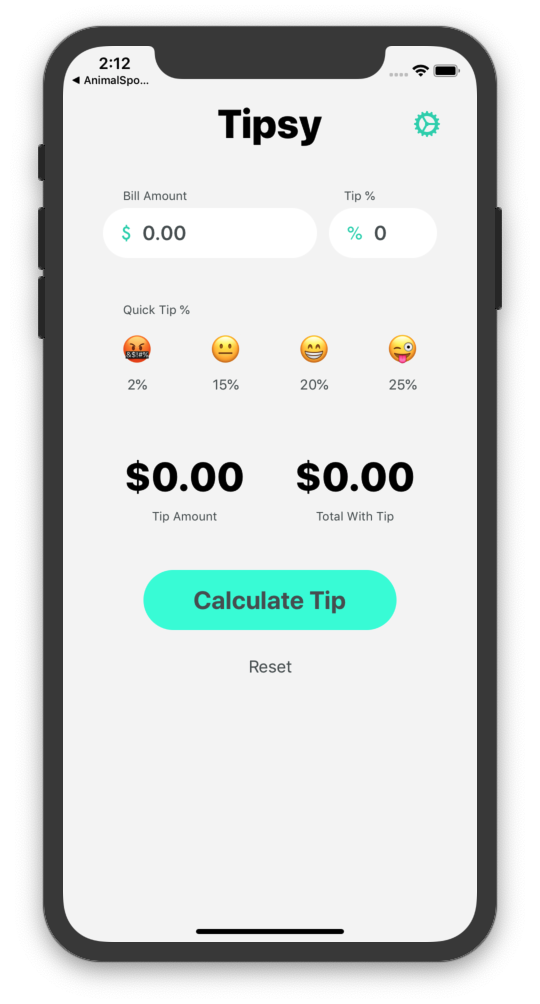 2:12
◀ AnimalSpo...
Tipsy
Bill Amount Tip %
$ 0.00 % 0
Quick Tip %
&$!#%
2% 15% 20% 25%
$0.00 $0.00
Tip Amount Total With Tip
Calculate Tip
Reset